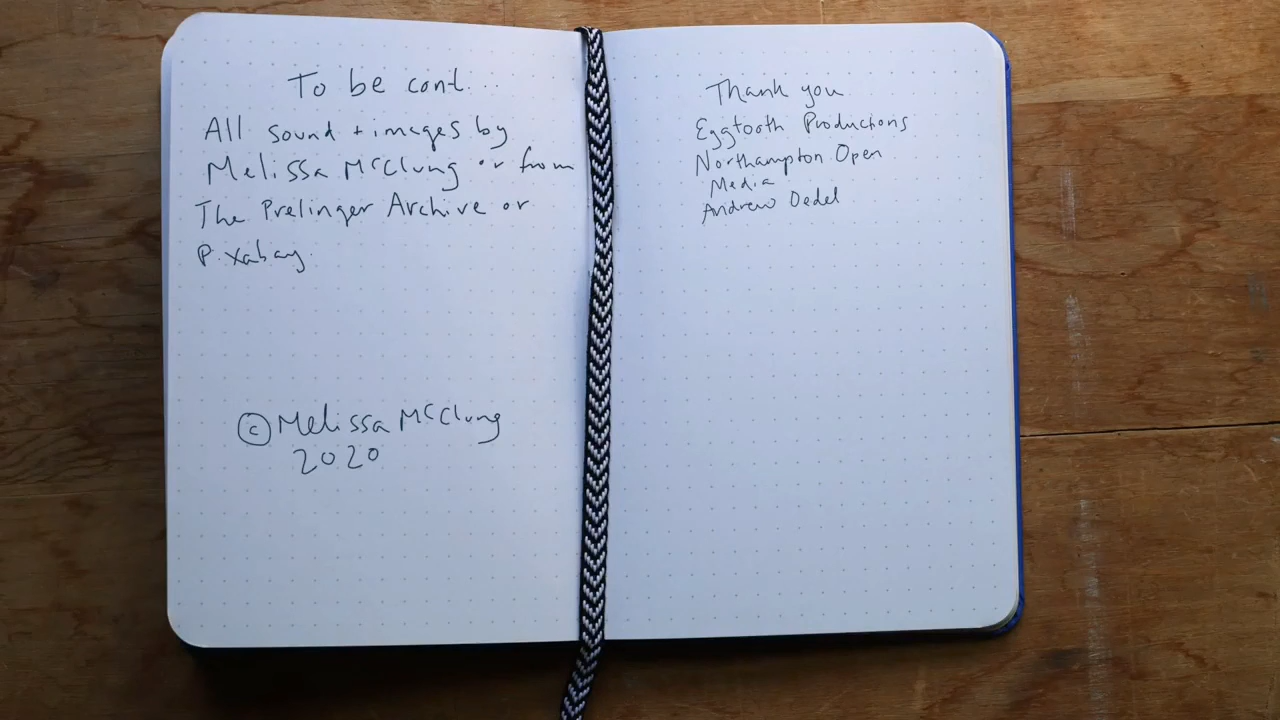 To be cont...
All sound + images by
Melissa McClung or from
The Prelinger Archive or
Pixabay.
© Melissa McClung
2020
Thank you
Eggtooth Productions
Northampton Open
Media
Andrew Oedel